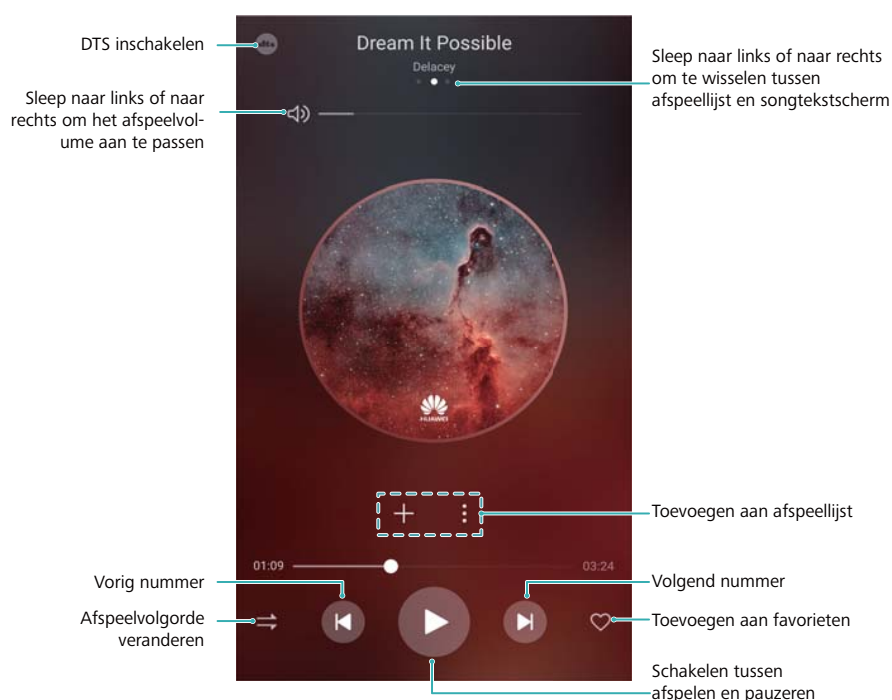 DTS inschakelen
Dream It Possible
Delacey
Sleep naar links of naar rechts
om te wisselen tussen
afspeellijst en songtekstscherm
Sleep naar links of naar
rechts om het afspeelvol-
ume aan te passen
HUAWEI
Toevoegen aan afspeellijst
01:09
03:24
Vorig nummer
Volgend nummer
Afspeelvolgorde
veranderen
Toevoegen aan favorieten
Schakelen tussen
afspelen en pauzeren